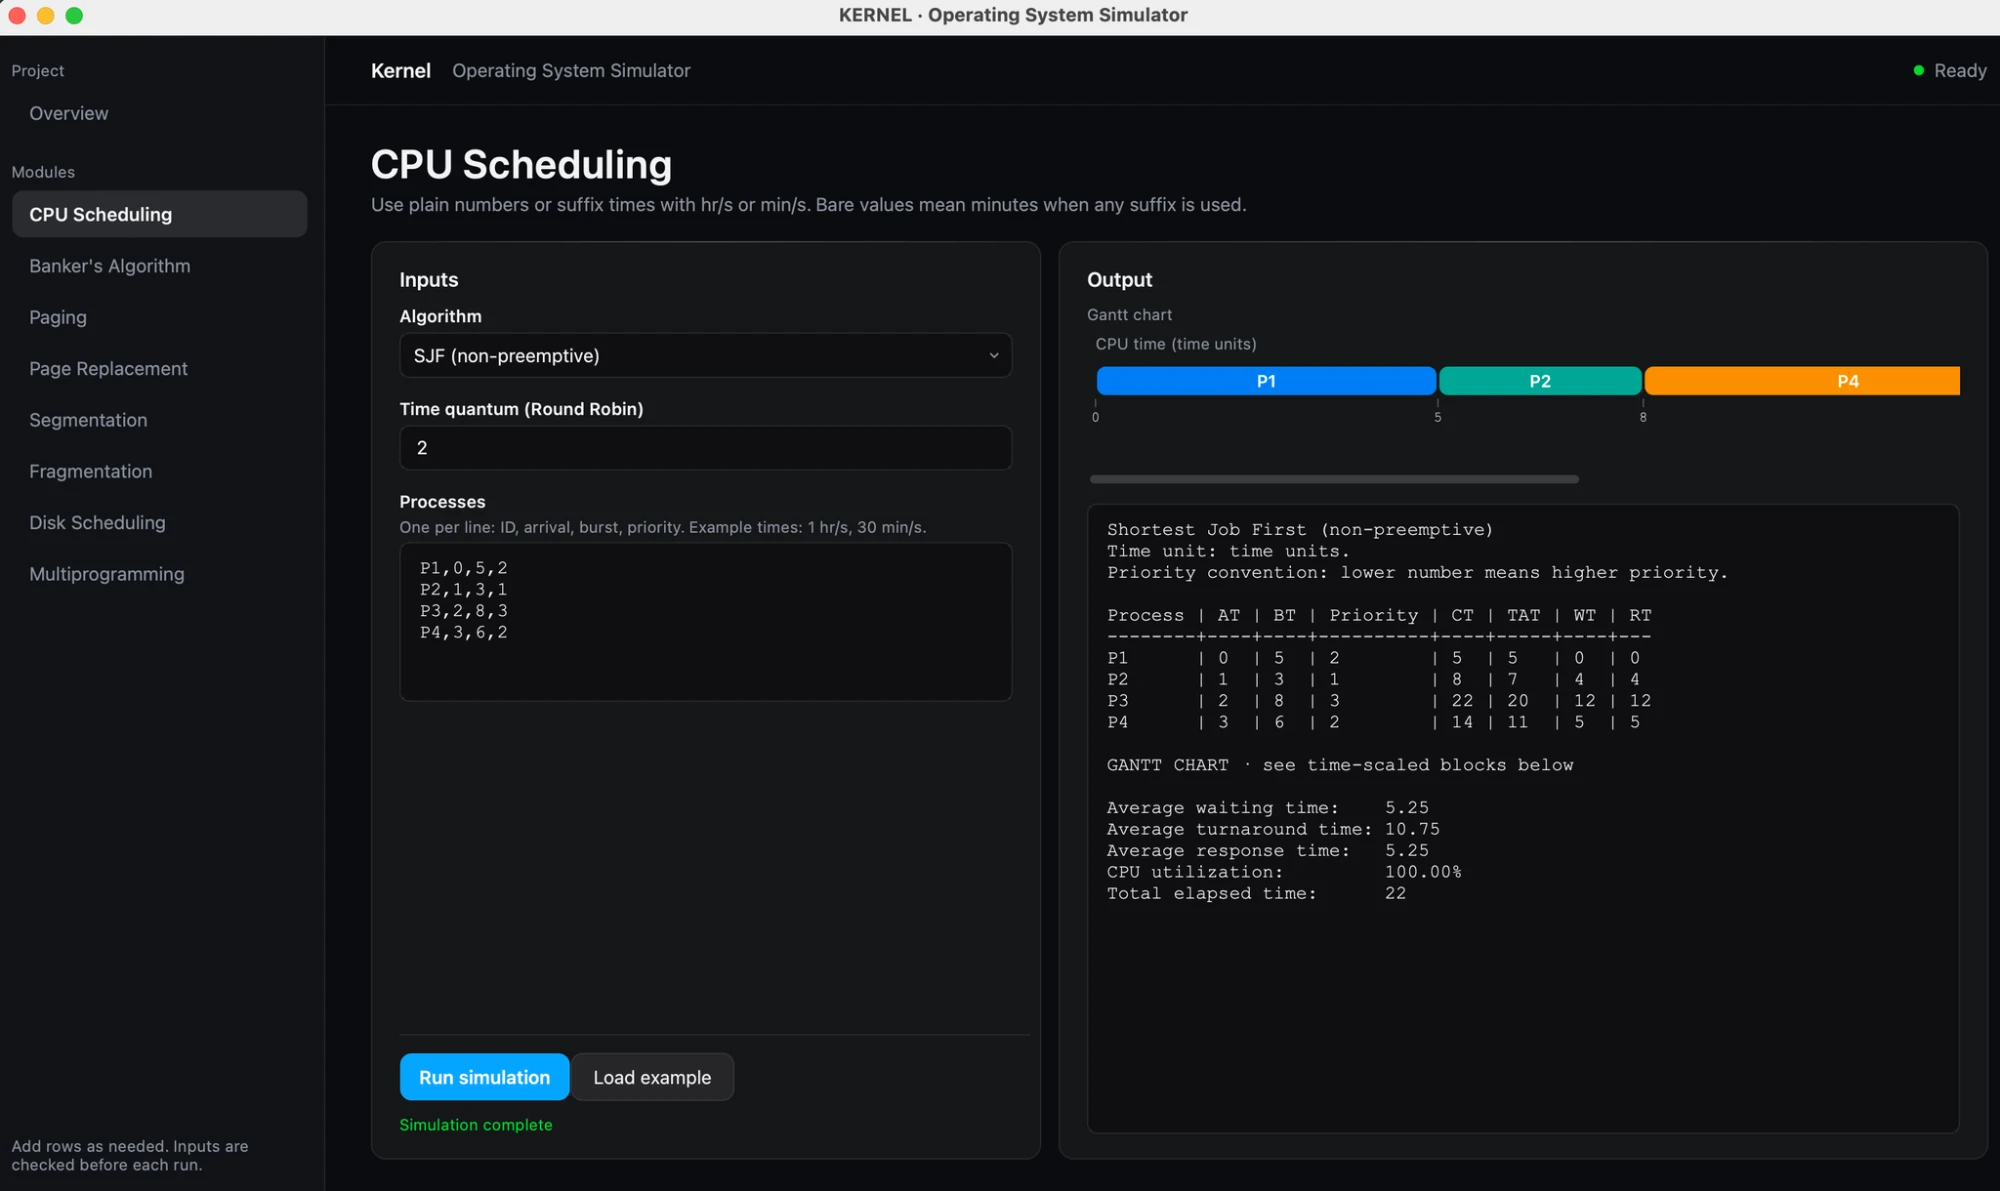 KERNEL · Operating System Simulator
Project
Overview
Modules
CPU Scheduling
Banker's Algorithm
Paging
Page Replacement
Segmentation
Fragmentation
Disk Scheduling
Multiprogramming
Add rows as needed. Inputs are
checked before each run.
Kernel Operating System Simulator
Ready
CPU Scheduling
Use plain numbers or suffix times with hr/s or min/s. Bare values mean minutes when any suffix is used.
Inputs
Algorithm
SJF (non-preemptive)
Time quantum (Round Robin)
2
Processes
One per line: ID, arrival, burst, priority. Example times: 1 hr/s, 30 min/s.
P1,0,5,2
P2,1,3,1
P3,2,8,3
P4,3,6,2
Run simulation
Load example
Simulation complete
Output
Gantt chart
CPU time (time units)
P1 P2 P4
0 5 8
Shortest Job First (non-preemptive)
Time unit: time units.
Priority convention: lower number means higher priority.
Process | AT | BT | Priority | CT | TAT | WT | RT
--------+----+----+----------+----+-----+----+---
P1 | 0 | 5 | 2 | 5 | 5 | 0 | 0
P2 | 1 | 3 | 1 | 8 | 7 | 4 | 4
P3 | 2 | 8 | 3 | 22 | 20 | 12 | 12
P4 | 3 | 6 | 2 | 14 | 11 | 5 | 5
GANTT CHART · see time-scaled blocks below
Average waiting time: 5.25
Average turnaround time: 10.75
Average response time: 5.25
CPU utilization: 100.00%
Total elapsed time: 22